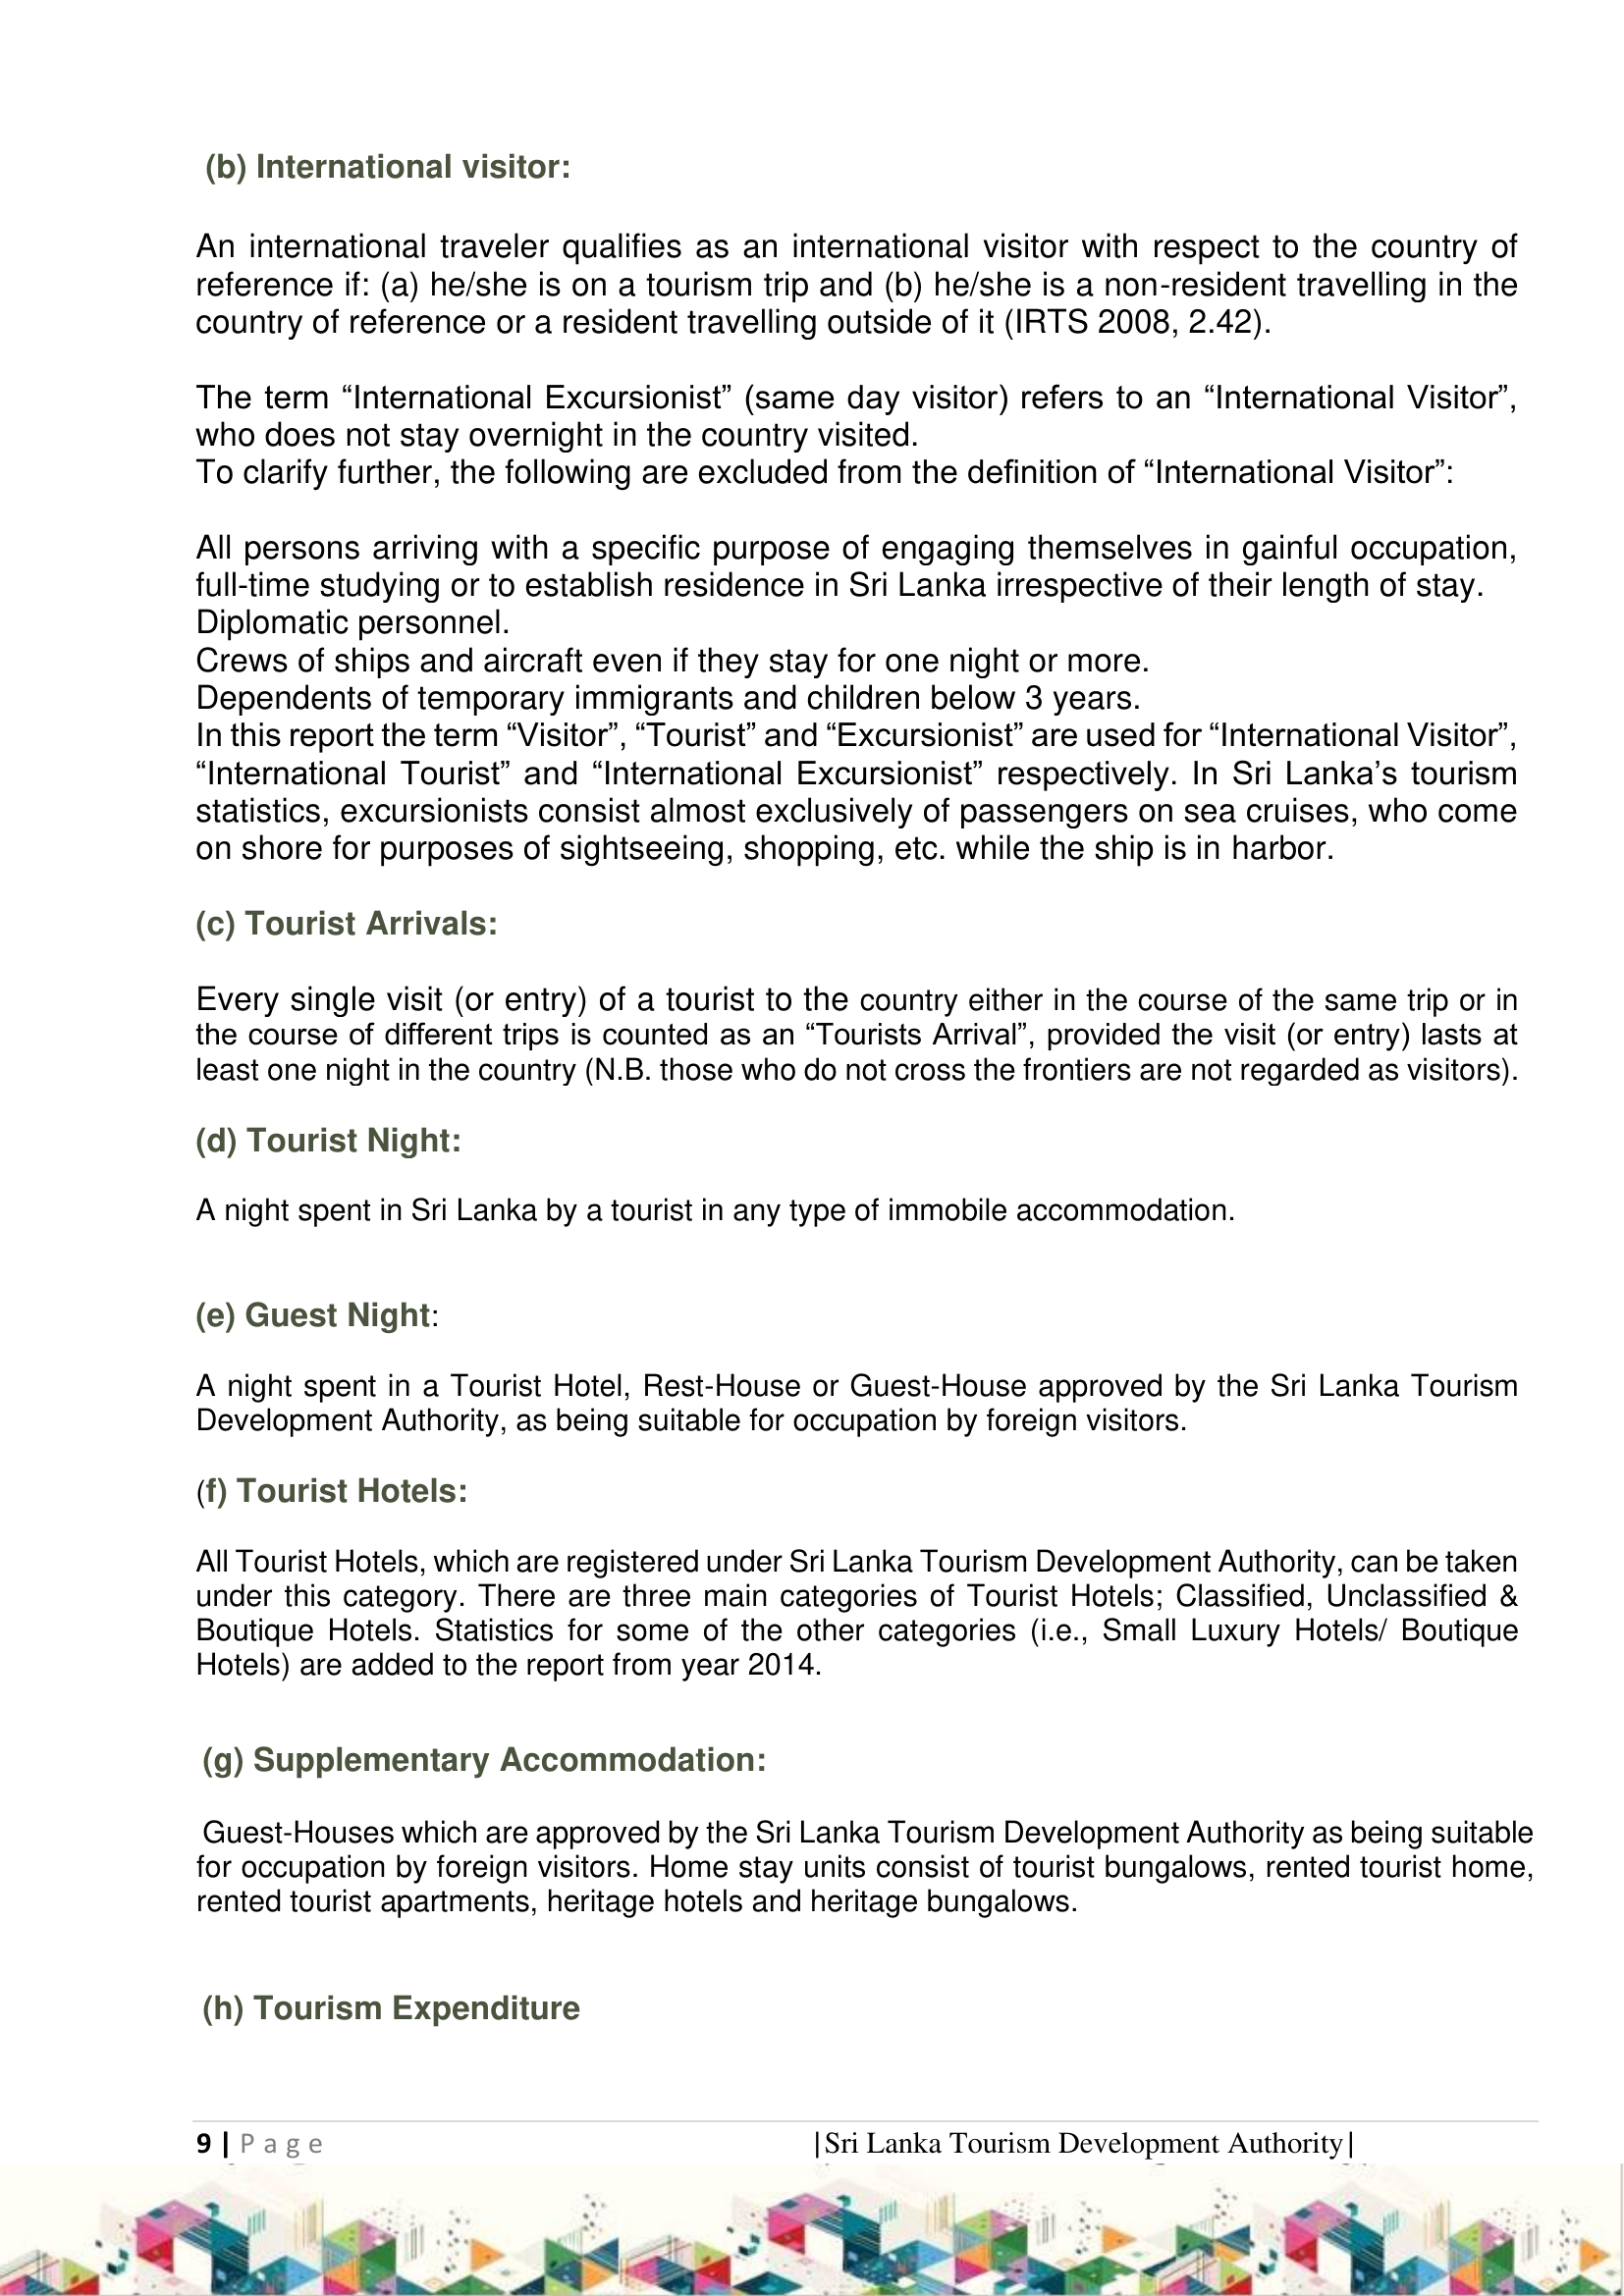 (b) International visitor:
An international traveler qualifies as an international visitor with respect to the country of
reference if: (a) he/she is on a tourism trip and (b) he/she is a non-resident travelling in the
country of reference or a resident travelling outside of it (IRTS 2008, 2.42).
The term “International Excursionist” (same day visitor) refers to an “International Visitor”,
who does not stay overnight in the country visited.
To clarify further, the following are excluded from the definition of “International Visitor”:
All persons arriving with a specific purpose of engaging themselves in gainful occupation,
full-time studying or to establish residence in Sri Lanka irrespective of their length of stay.
Diplomatic personnel.
Crews of ships and aircraft even if they stay for one night or more.
Dependents of temporary immigrants and children below 3 years.
In this report the term “Visitor”, “Tourist” and “Excursionist” are used for “International Visitor”,
“International Tourist” and “International Excursionist” respectively. In Sri Lanka’s tourism
statistics, excursionists consist almost exclusively of passengers on sea cruises, who come
on shore for purposes of sightseeing, shopping, etc. while the ship is in harbor.
(c) Tourist Arrivals:
Every single visit (or entry) of a tourist to the country either in the course of the same trip or in
the course of different trips is counted as an “Tourists Arrival”, provided the visit (or entry) lasts at
least one night in the country (N.B. those who do not cross the frontiers are not regarded as visitors).
(d) Tourist Night:
A night spent in Sri Lanka by a tourist in any type of immobile accommodation.
(e) Guest Night:
A night spent in a Tourist Hotel, Rest-House or Guest-House approved by the Sri Lanka Tourism
Development Authority, as being suitable for occupation by foreign visitors.
(f) Tourist Hotels:
All Tourist Hotels, which are registered under Sri Lanka Tourism Development Authority, can be taken
under this category. There are three main categories of Tourist Hotels; Classified, Unclassified &
Boutique Hotels. Statistics for some of the other categories (i.e., Small Luxury Hotels/ Boutique
Hotels) are added to the report from year 2014.
(g) Supplementary Accommodation:
Guest-Houses which are approved by the Sri Lanka Tourism Development Authority as being suitable
for occupation by foreign visitors. Home stay units consist of tourist bungalows, rented tourist home,
rented tourist apartments, heritage hotels and heritage bungalows.
(h) Tourism Expenditure
9 | Page |Sri Lanka Tourism Development Authority|